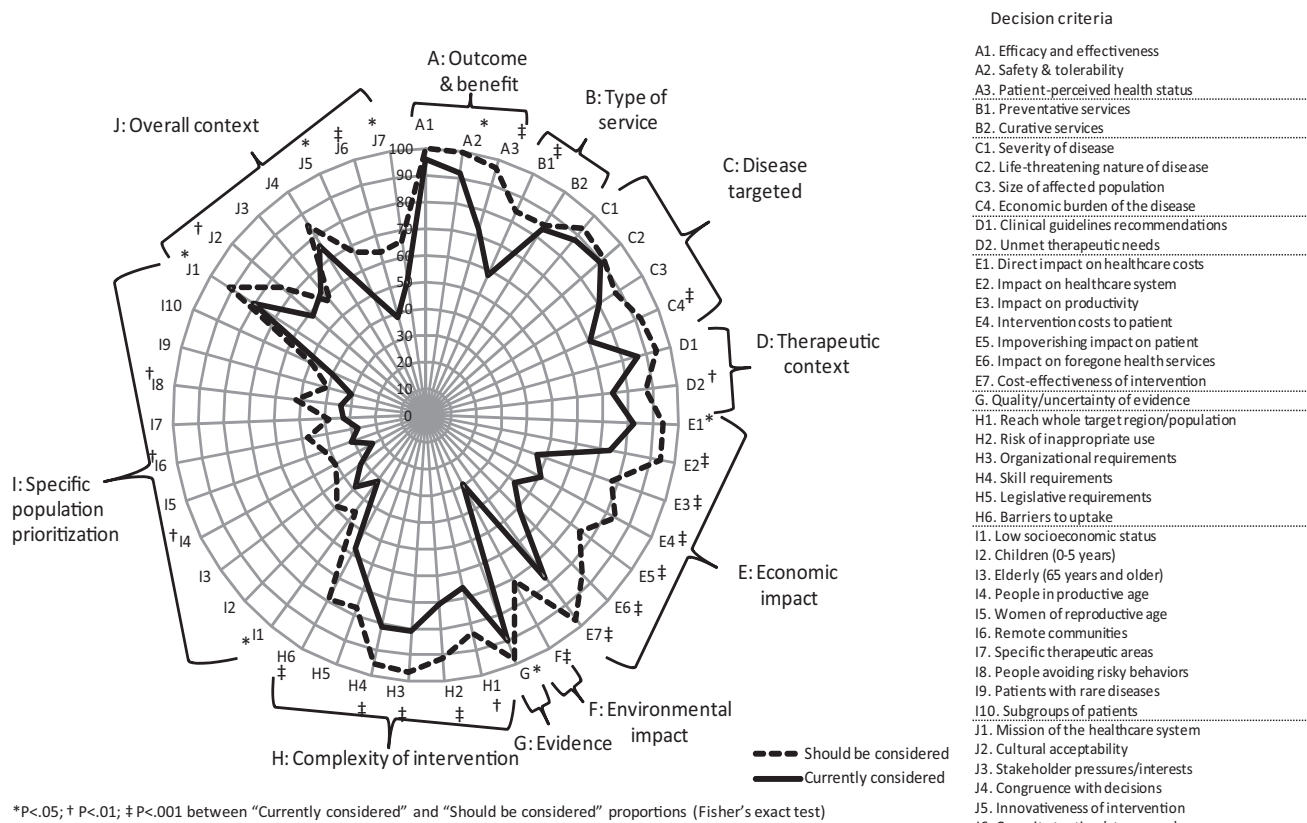 Decision criteria
A1. Efficacy and effectiveness
A2. Safety & tolerability
A3. Patient-perceived health status
B1. Preventative services
B2. Curative services
C1. Severity of disease
C2. Life-threatening nature of disease
C3. Size of affected population
C4. Economic burden of the disease
D1. Clinical guidelines recommendations
D2. Unmet therapeutic needs
E1. Direct impact on healthcare costs
E2. Impact on healthcare system
E3. Impact on productivity
E4. Intervention costs to patient
E5. Impoverishing impact on patient
E6. Impact on foregone health services
E7. Cost-effectiveness of intervention
G. Quality/uncertainty of evidence
H1. Reach whole target region/population
H2. Risk of inappropriate use
H3. Organizational requirements
H4. Skill requirements
H5. Legislative requirements
H6. Barriers to uptake
I1. Low socioeconomic status
I2. Children (0-5 years)
I3. Elderly (65 years and older)
I4. People in productive age
I5. Women of reproductive age
I6. Remote communities
I7. Specific therapeutic areas
I8. People avoiding risky behaviors
I9. Patients with rare diseases
I10. Subgroups of patients
J1. Mission of the healthcare system
J2. Cultural acceptability
J3. Stakeholder pressures/interests
J4. Congruence with decisions
J5. Innovativeness of intervention
A: Outcome
& benefit
B: Type of
service
C: Disease
targeted
D: Therapeutic
context
E: Economic
impact
F: Environmental
impact
G: Evidence
H: Complexity of intervention
I: Specific
population
prioritization
J: Overall context
A1
A2 *
A3 ‡
B1 ‡
B2
C1
C2
C3
C4 ‡
D1
D2 †
E1*
E2‡
E3 ‡
E4 ‡
E5 ‡
E6 ‡
E7‡
F‡
G *
H1 †
H2 ‡
H3 ‡
H4 ‡
H5
H6 ‡
* I1
I2
I3
†I4
I5
†I6
I7
†I8
I9
I10
* J1
† J2
J3
J4
* J5
‡ J6
* J7
100
90
80
70
60
50
40
30
20
10
0
Should be considered
Currently considered
*P<.05; † P<.01; ‡ P<.001 between “Currently considered” and “Should be considered” proportions (Fisher's exact test)